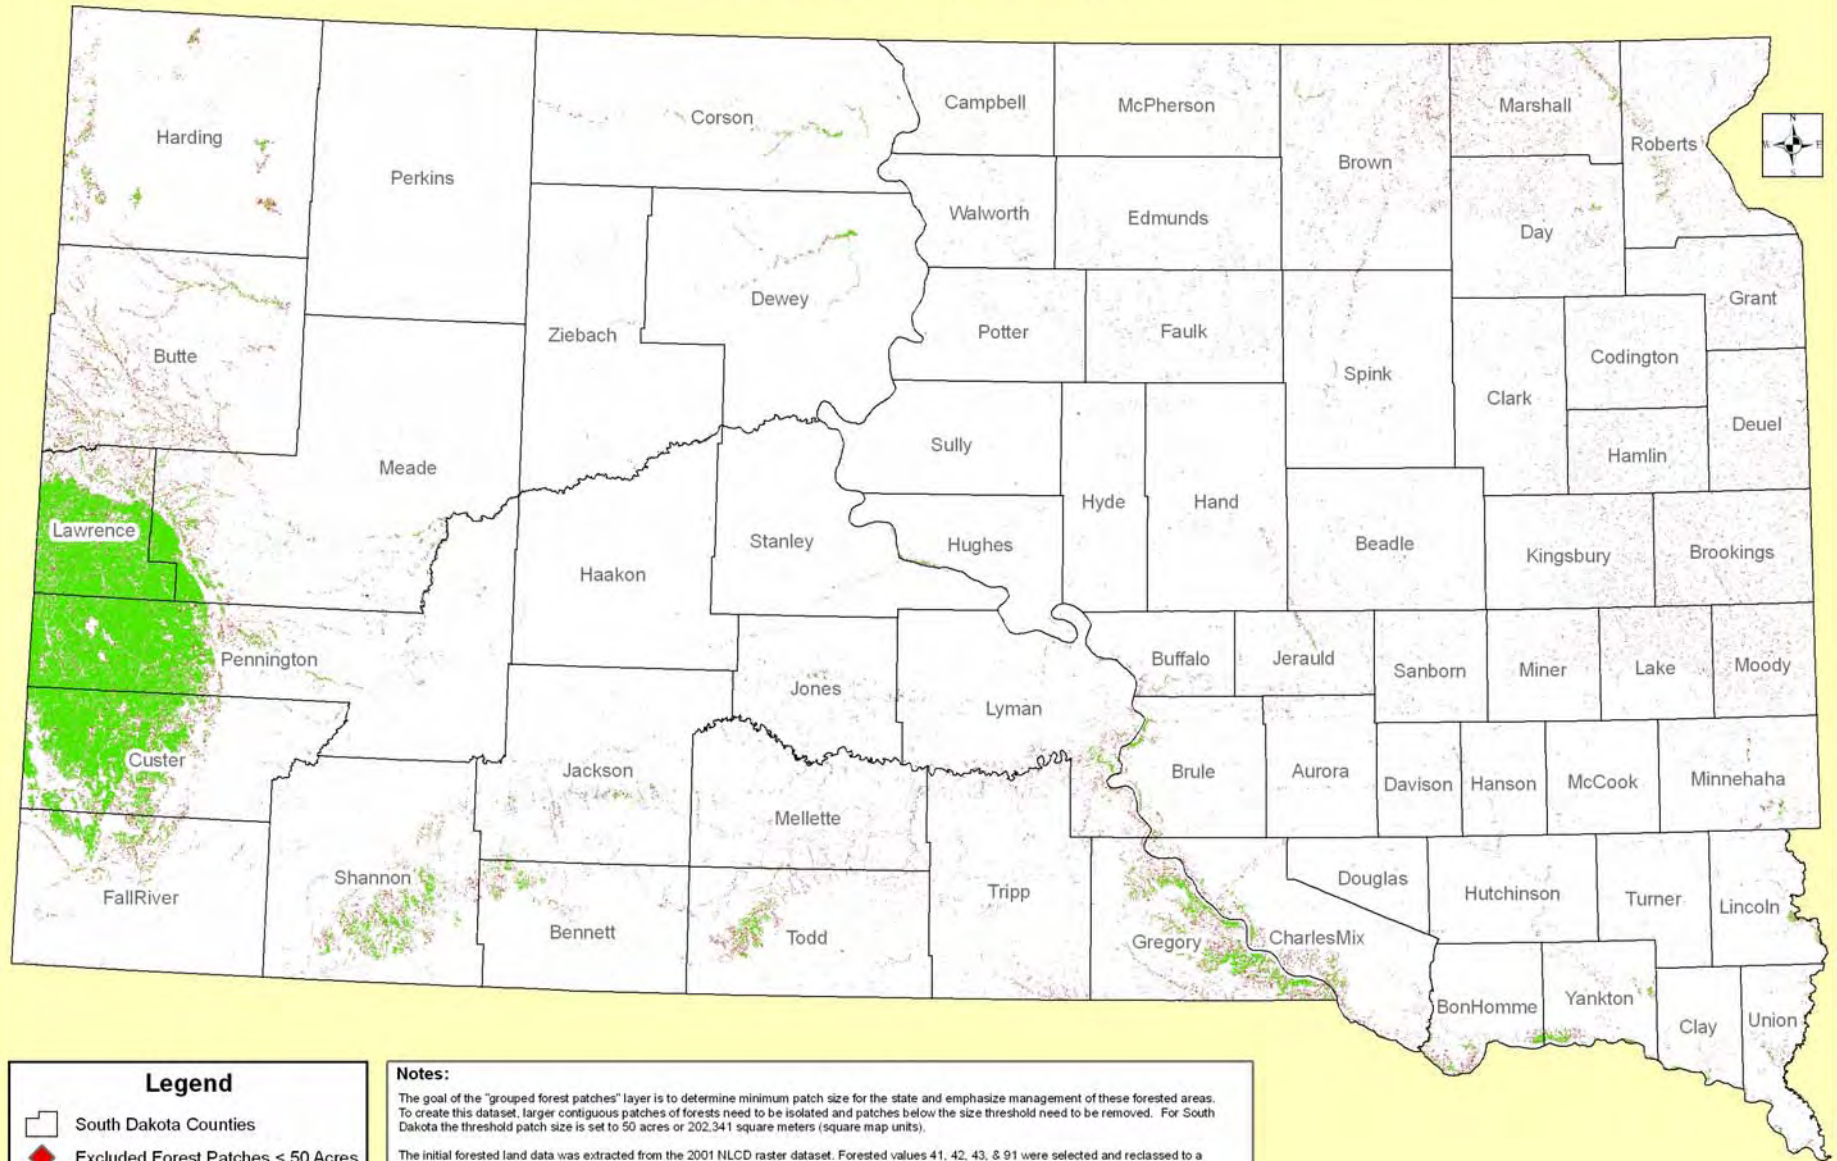 Harding
Perkins
Corson
Campbell
McPherson
Brown
Marshall
Roberts
N
W
E
S
Walworth
Edmunds
Day
Dewey
Grant
Butte
Ziebach
Potter
Faulk
Spink
Clark
Codington
Deuel
Hamlin
Meade
Sully
Hyde
Hand
Lawrence
Stanley
Hughes
Beadle
Kingsbury
Brookings
Haakon
Pennington
Buffalo
Jerauld
Sanborn
Miner
Lake
Moody
Jones
Lyman
Custer
Jackson
Brule
Aurora
Davison
Hanson
McCook
Minnehaha
Mellette
Shannon
FallRiver
Bennett
Todd
Tripp
Gregory
CharlesMix
Douglas
Hutchinson
Turner
Lincoln
BonHomme
Yankton
Clay
Union
Legend
South Dakota Counties
Excluded Forest Patches < 50 Acres
Notes:
The goal of the "grouped forest patches" layer is to determine minimum patch size for the state and emphasize management of these forested areas.
To create this dataset, larger contiguous patches of forests need to be isolated and patches below the size threshold need to be removed. For South
Dakota the threshold patch size is set to 50 acres or 202,341 square meters (square map units).
The initial forested land data was extracted from the 2001 NLCD raster dataset. Forested values 41, 42, 43, & 91 were selected and reclassed to a